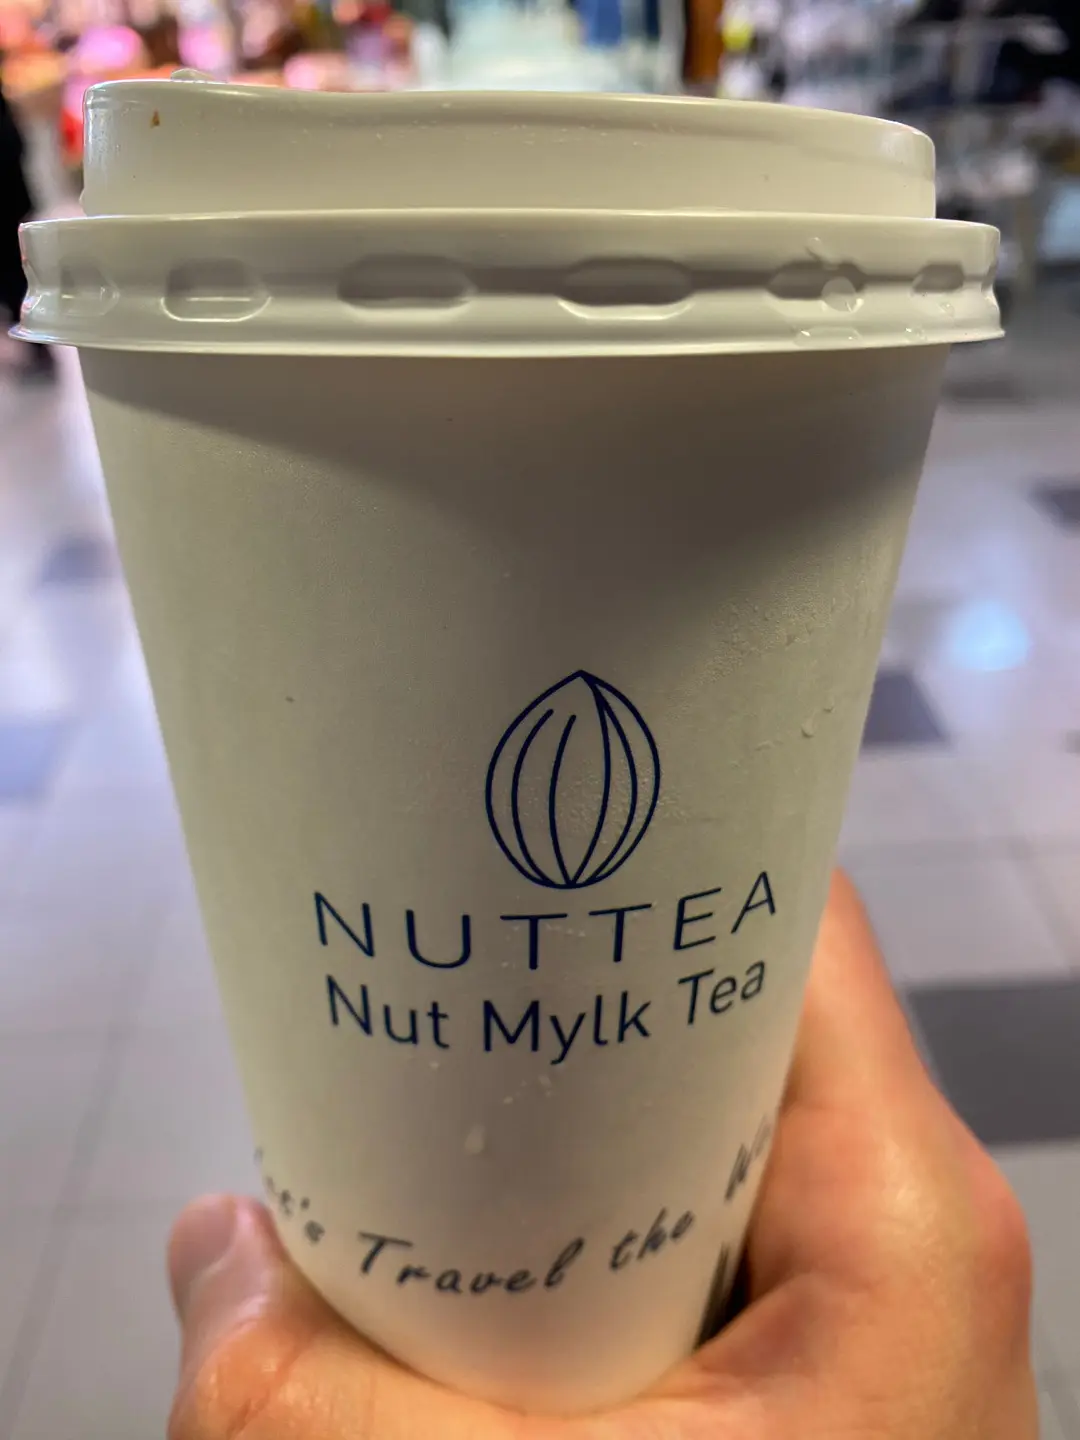 NUTTEA
Nut Mylk Tea
Travel the